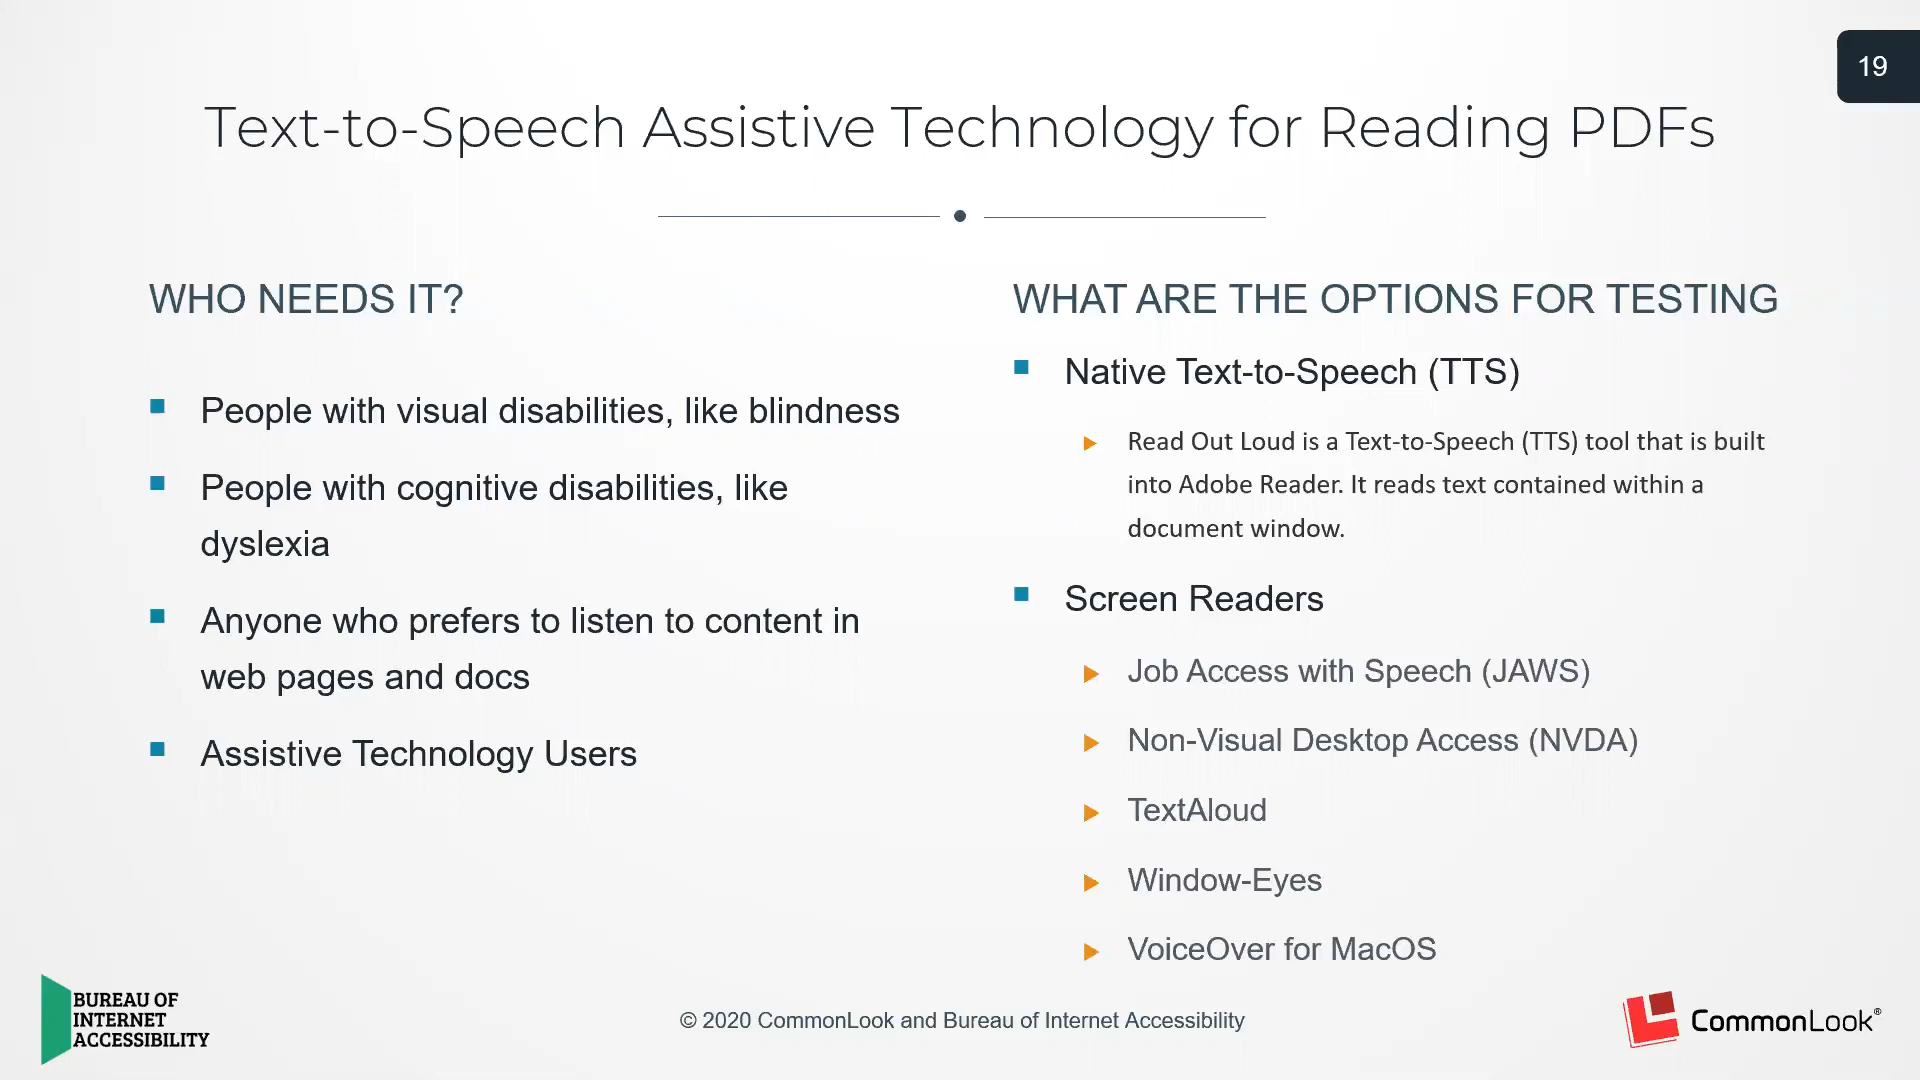 19
Text-to-Speech Assistive Technology for Reading PDFs
WHO NEEDS IT?
People with visual disabilities, like blindness
People with cognitive disabilities, like
dyslexia
Anyone who prefers to listen to content in
web pages and docs
Assistive Technology Users
WHAT ARE THE OPTIONS FOR TESTING
Native Text-to-Speech (TTS)
Read Out Loud is a Text-to-Speech (TTS) tool that is built
into Adobe Reader. It reads text contained within a
document window.
Screen Readers
Job Access with Speech (JAWS)
Non-Visual Desktop Access (NVDA)
TextAloud
Window-Eyes
VoiceOver for MacOS
BUREAU OF
INTERNET
ACCESSIBILITY
© 2020 CommonLook and Bureau of Internet Accessibility
CommonLook®